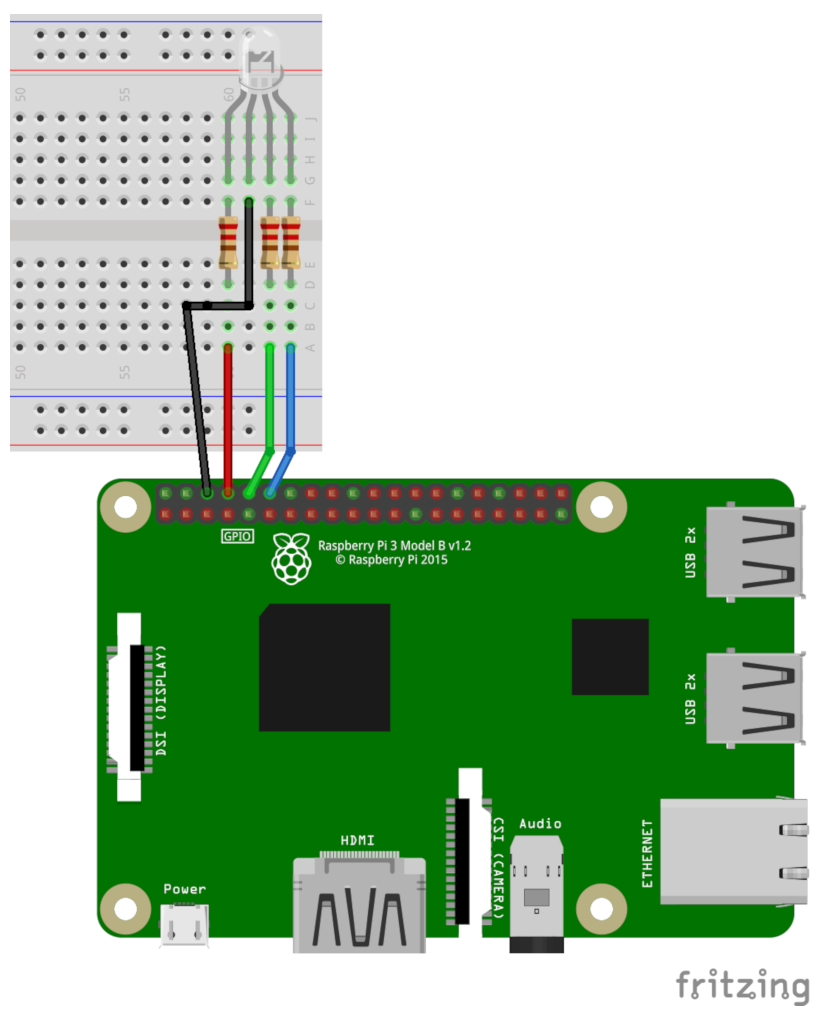 50
55
60
J
I
H
G
F
E
D
C
B
A
50
55
GPIO
Raspberry Pi 3 Model B v1.2
© Raspberry Pi 2015
USB 2x
DSI (DISPLAY)
USB 2x
HDMI
CSI (CAMERA)
Audio
ETHERNET
Power
fritzing